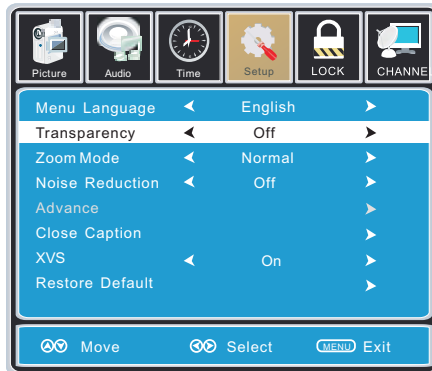 Picture Audio Time Setup LOCK CHANNE
Menu Language English
Transparency Off
Zoom Mode Normal
Noise Reduction Off
Advance
Close Caption
XVS On
Restore Default
Move Select MENU Exit